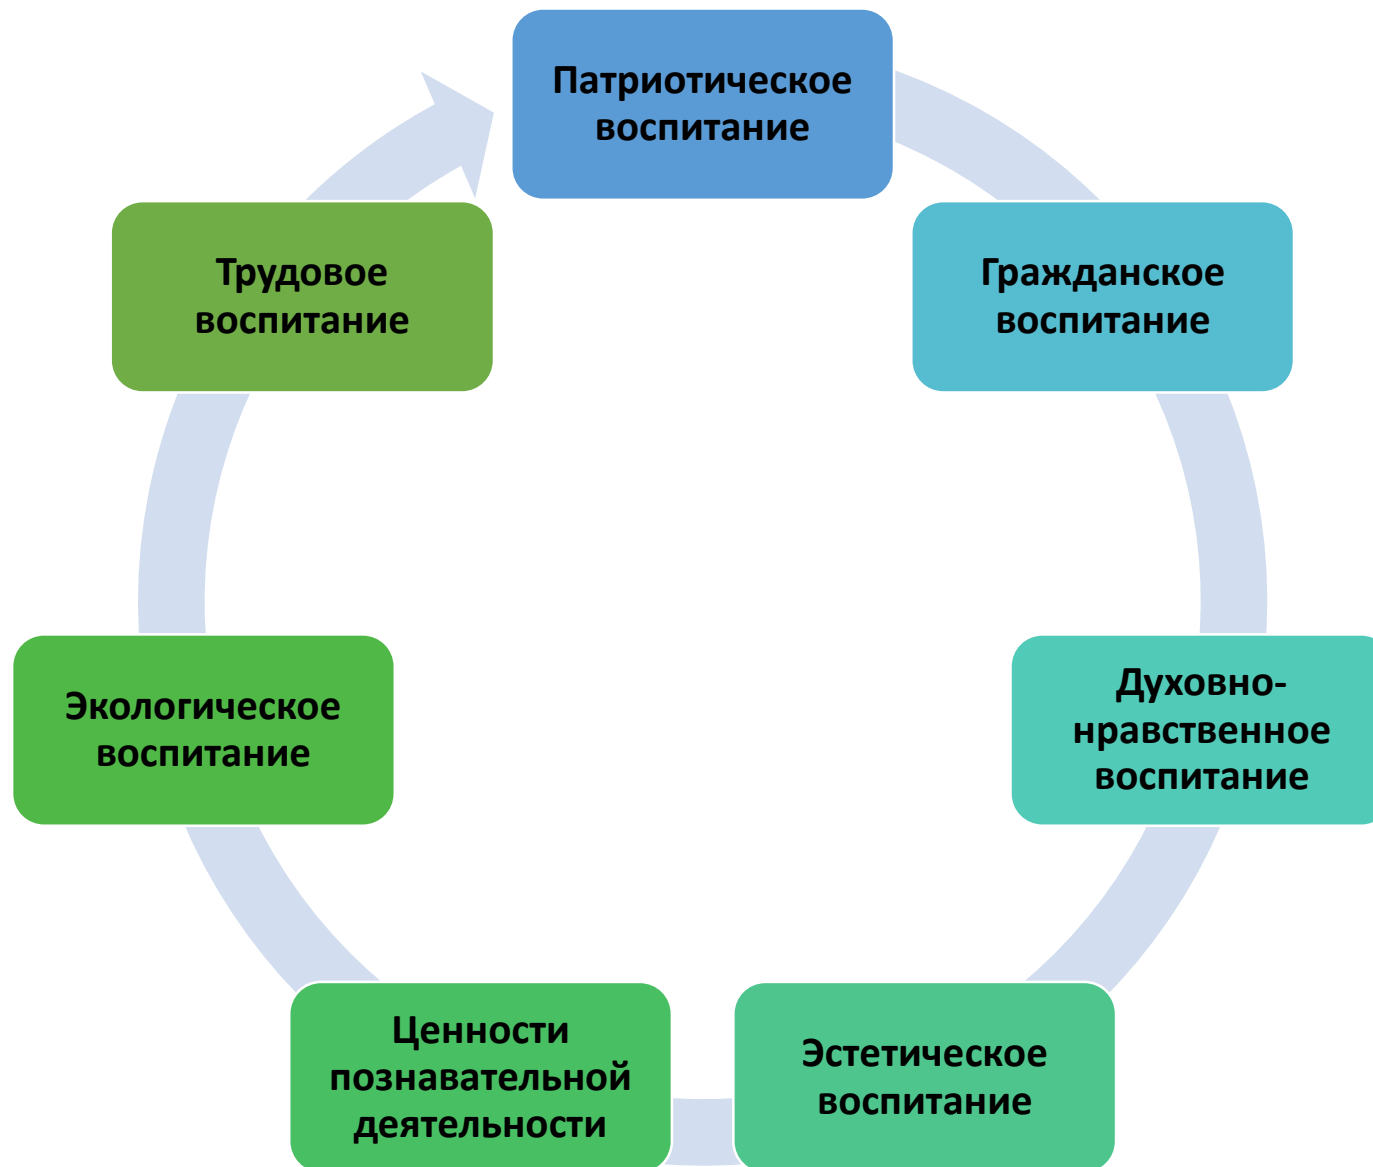 Патриотическое
воспитание
Гражданское
воспитание
Духовно-
нравственное
воспитание
Эстетическое
воспитание
Ценности
познавательной
деятельности
Экологическое
воспитание
Трудовое
воспитание